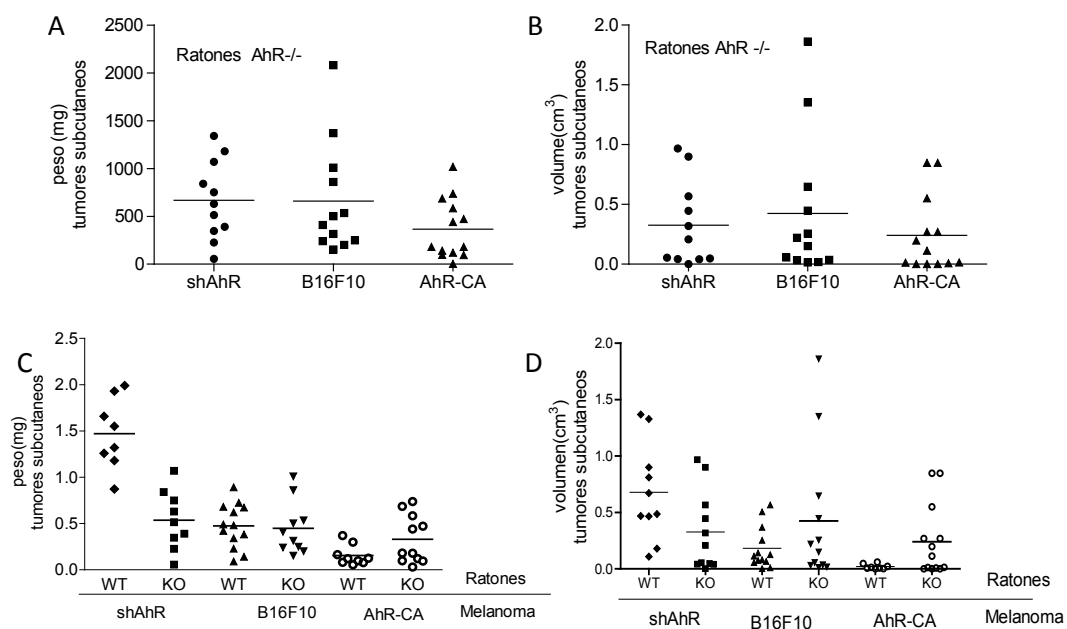 A
peso (mg)
tumores subcutaneos
2500
2000
1500
1000
500
0
Ratones AhR-/-
shAhR B16F10 AhR-CA
B
volume(cm3)
tumores subcutaneos
2.0
1.5
1.0
0.5
0.0
Ratones AhR -/-
shAhR B16F10 AhR-CA
C
peso(mg)
tumores subcutaneos
2.5
2.0
1.5
1.0
0.5
0.0
WT KO WT KO WT KO Ratones
shAhR B16F10 AhR-CA Melanoma
D
volumen(cm3)
tumores subcutaneos
2.0
1.5
1.0
0.5
0.0
WT KO WT KO WT KO Ratones
shAhR B16F10 AhR-CA Melanoma